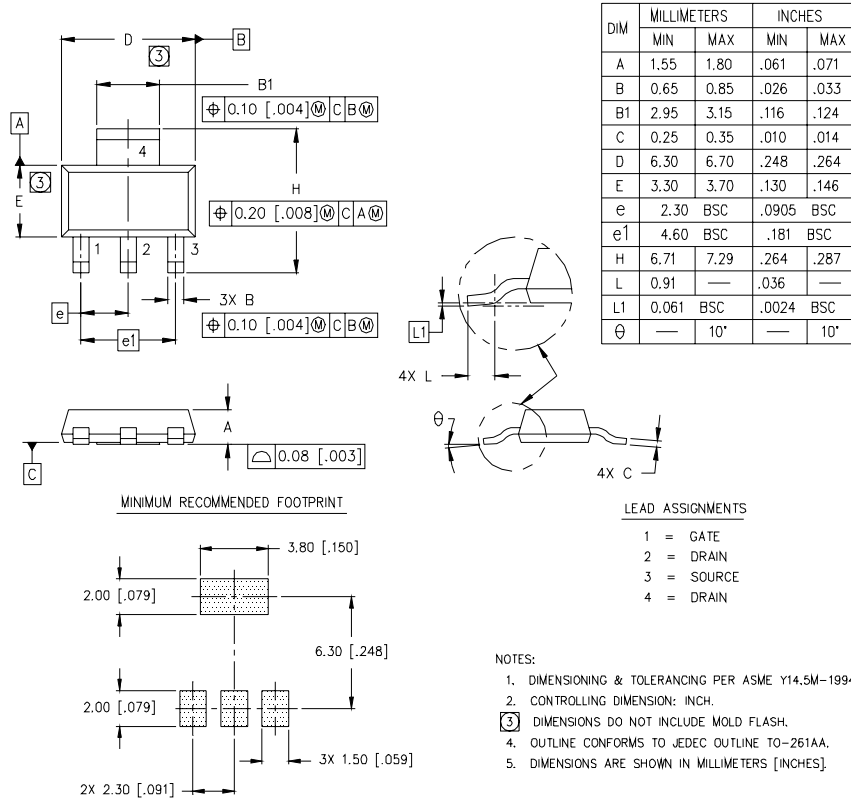 D
B
3
B1
⌖ 0.10 [.004]Ⓜ C BⓂ
A
4
3
E
H
⌖ 0.20 [.008]Ⓜ C AⓂ
1 2 3
3X B
e
⌖ 0.10 [.004]Ⓜ C BⓂ
e1
L1
4X L
A
θ
C
⌓ 0.08 [.003]
4X C
DIM MILLIMETERS INCHES
MIN MAX MIN MAX
A 1.55 1.80 .061 .071
B 0.65 0.85 .026 .033
B1 2.95 3.15 .116 .124
C 0.25 0.35 .010 .014
D 6.30 6.70 .248 .264
E 3.30 3.70 .130 .146
e 2.30 BSC .0905 BSC
e1 4.60 BSC .181 BSC
H 6.71 7.29 .264 .287
L 0.91 — .036 —
L1 0.061 BSC .0024 BSC
θ — 10° — 10°
MINIMUM RECOMMENDED FOOTPRINT
3.80 [.150]
2.00 [.079]
6.30 [.248]
2.00 [.079]
3X 1.50 [.059]
2X 2.30 [.091]
LEAD ASSIGNMENTS
1 = GATE
2 = DRAIN
3 = SOURCE
4 = DRAIN
NOTES:
1. DIMENSIONING & TOLERANCING PER ASME Y14.5M-1994
2. CONTROLLING DIMENSION: INCH.
3 DIMENSIONS DO NOT INCLUDE MOLD FLASH.
4. OUTLINE CONFORMS TO JEDEC OUTLINE TO-261AA.
5. DIMENSIONS ARE SHOWN IN MILLIMETERS [INCHES].